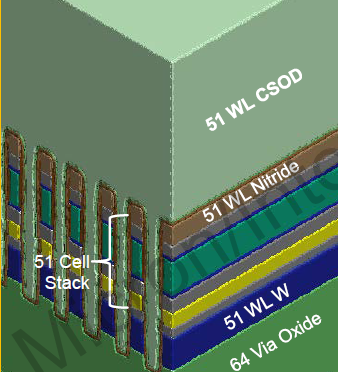 51 WL CSOD
51 WL Nitride
51 Cell
Stack
51 WL W
64 Via Oxide